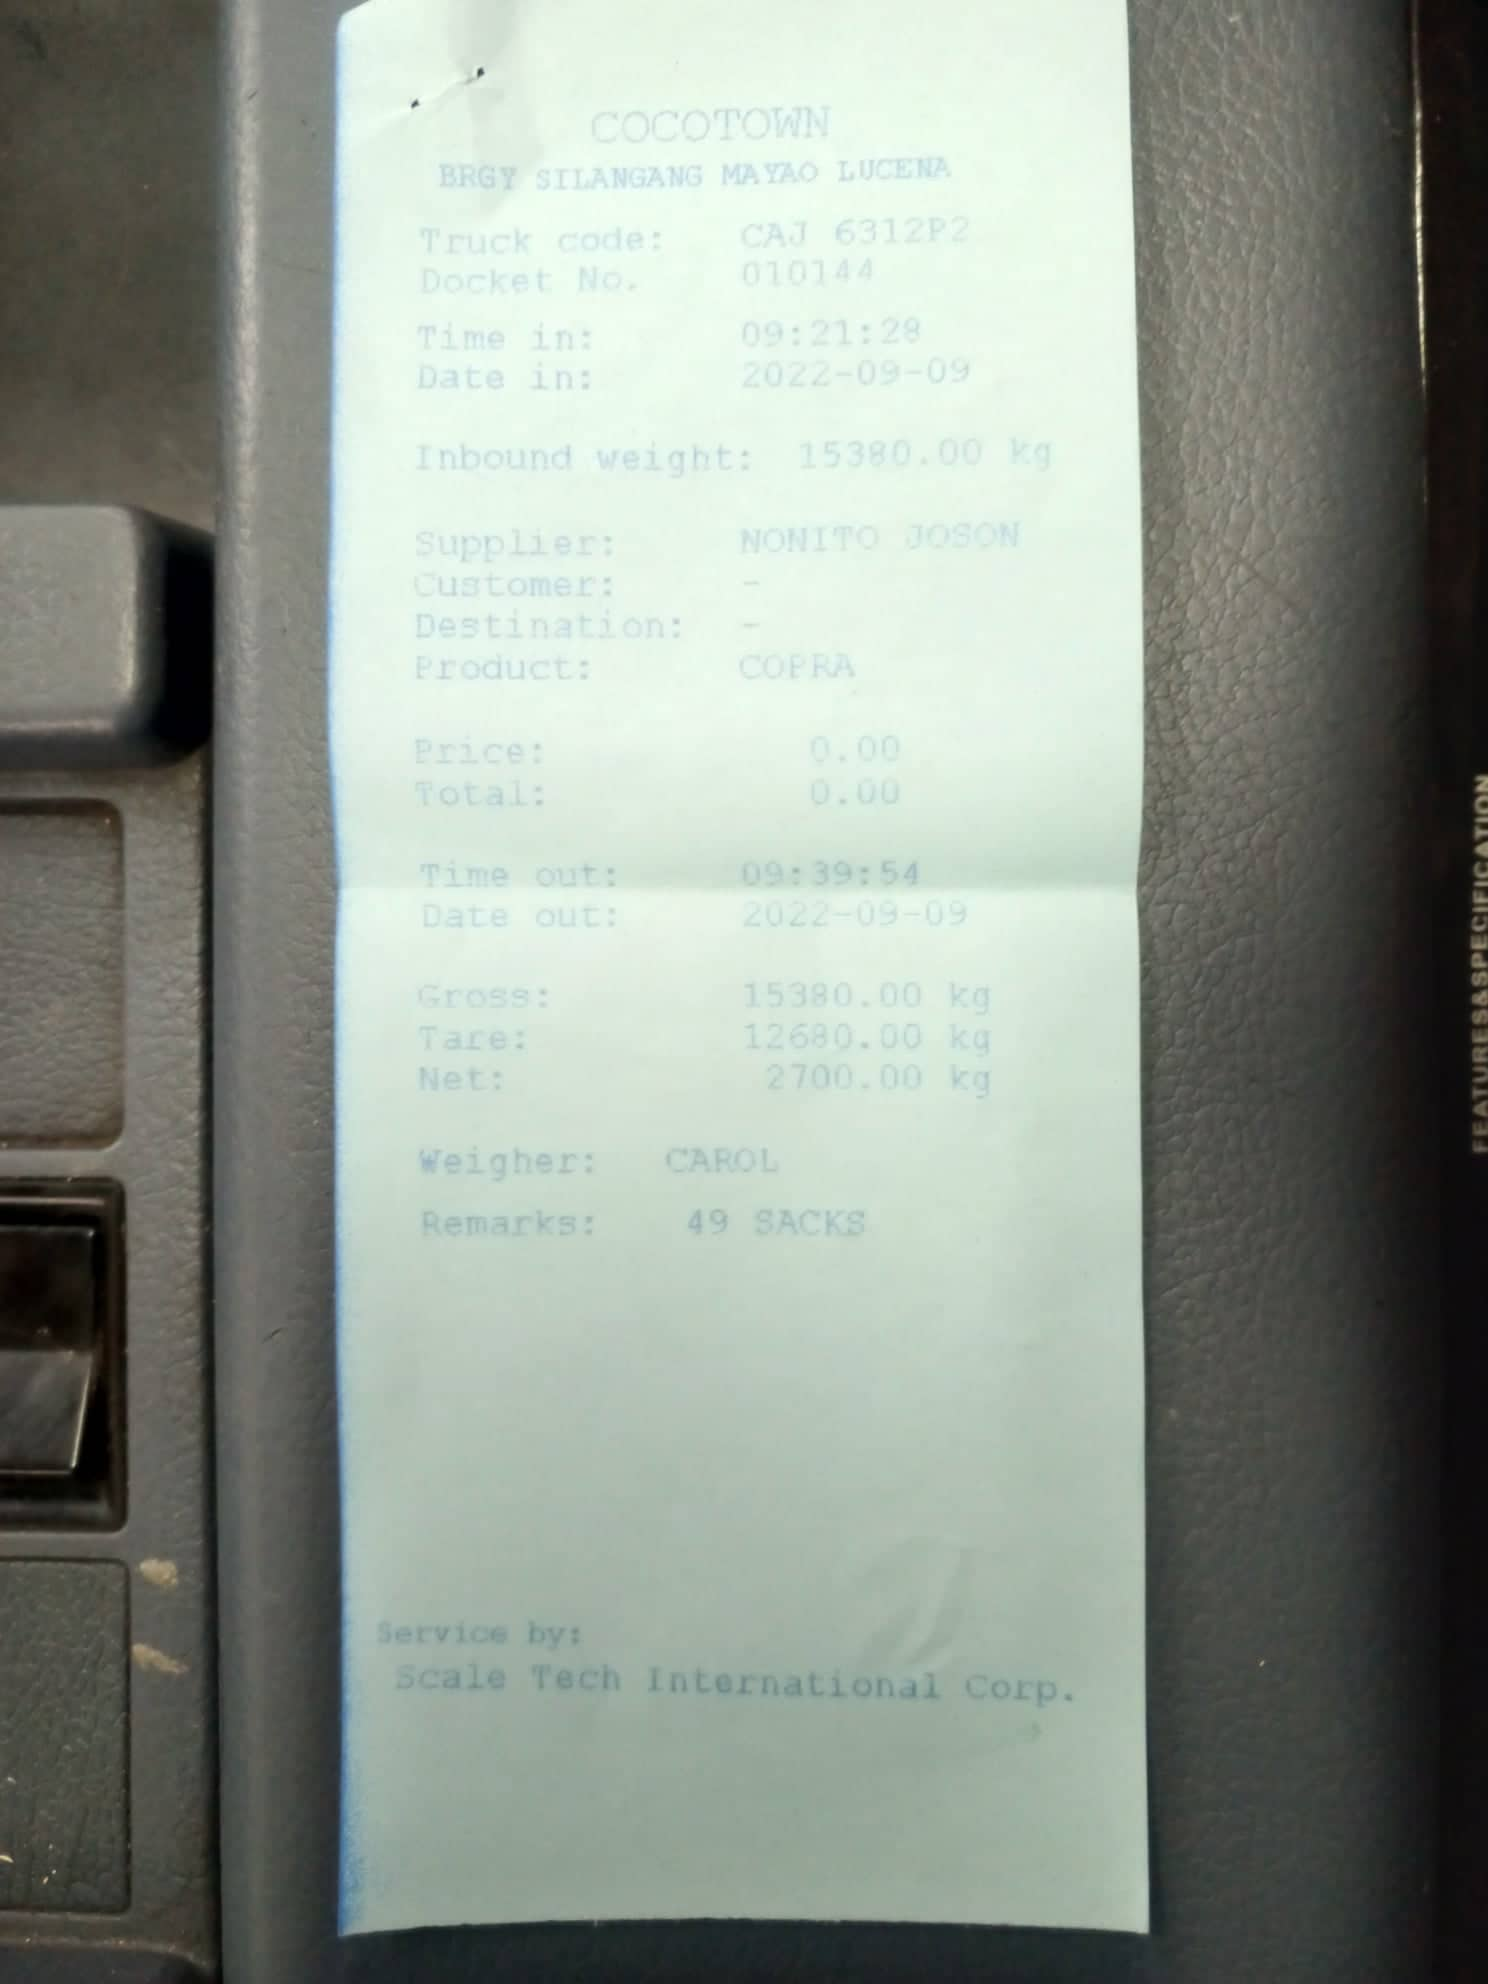 COCOTOWN
BRGY SILANGANG MAYAO LUCENA
Truck code: CAJ 6312P2
Docket No. 010144
Time in: 09:21:28
Date in: 2022-09-09
Inbound weight: 15380.00 kg
Supplier: NONITO JOSON
Customer: -
Destination: -
Product: COPRA
Price: 0.00
Total: 0.00
Time out: 09:39:54
Date out: 2022-09-09
Gross: 15380.00 kg
Tare: 12680.00 kg
Net: 2700.00 kg
Weigher: CAROL
Remarks: 49 SACKS
Service by:
Scale Tech International Corp.
FEATURES&SPECIFICATION